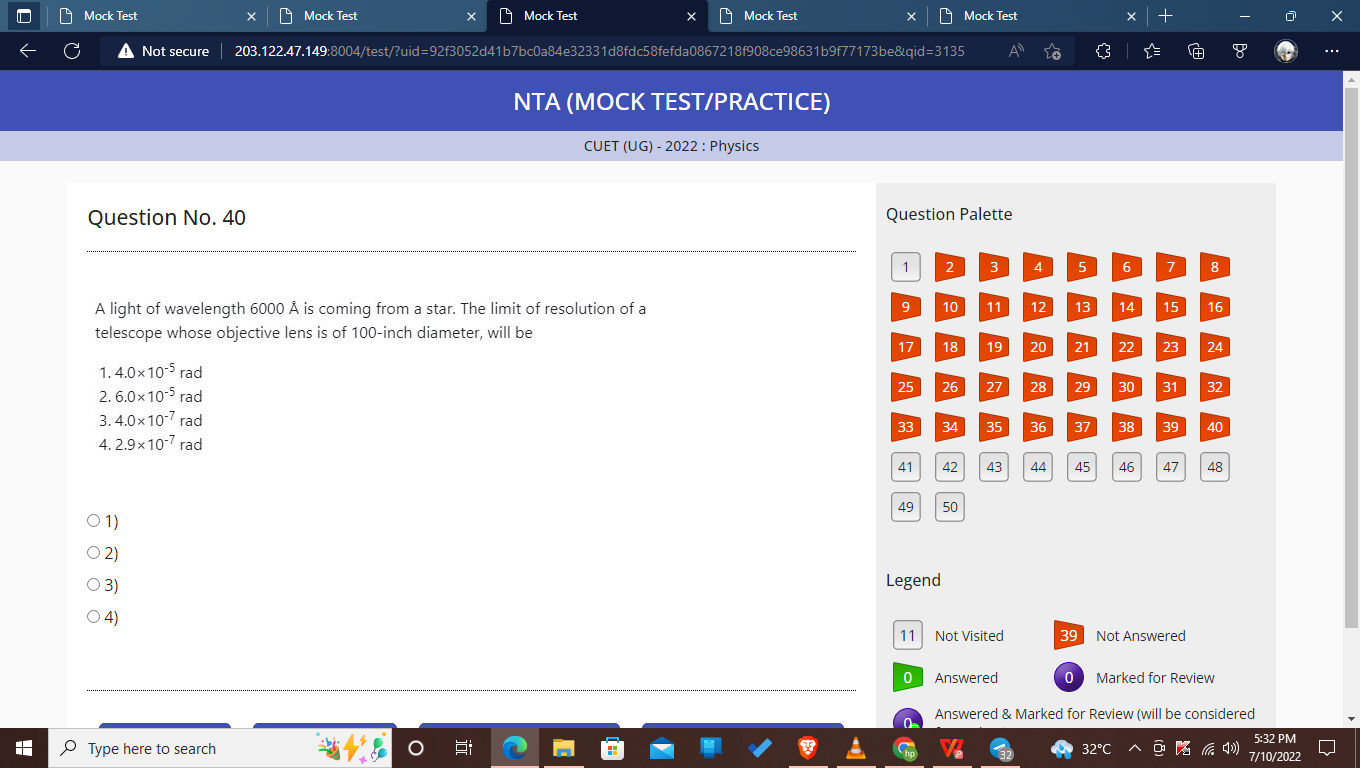 Mock Test
Mock Test
Mock Test
Mock Test
Mock Test
Not secure
203.122.47.149:8004/test/?uid=92f3052d41b7bc0a84e32331d8fdc58fefda0867218f908ce98631b9f77173be&qid=3135
NTA (MOCK TEST/PRACTICE)
CUET (UG) - 2022 : Physics
Question No. 40
A light of wavelength 6000 Å is coming from a star. The limit of resolution of a
telescope whose objective lens is of 100-inch diameter, will be
1. 4.0×10⁻⁵ rad
2. 6.0×10⁻⁵ rad
3. 4.0×10⁻⁷ rad
4. 2.9×10⁻⁷ rad
1)
2)
3)
4)
Question Palette
1 2 3 4 5 6 7 8
9 10 11 12 13 14 15 16
17 18 19 20 21 22 23 24
25 26 27 28 29 30 31 32
33 34 35 36 37 38 39 40
41 42 43 44 45 46 47 48
49 50
Legend
11 Not Visited 39 Not Answered
0 Answered 0 Marked for Review
0 Answered & Marked for Review (will be considered
Type here to search
hp
32
32°C
5:32 PM
7/10/2022